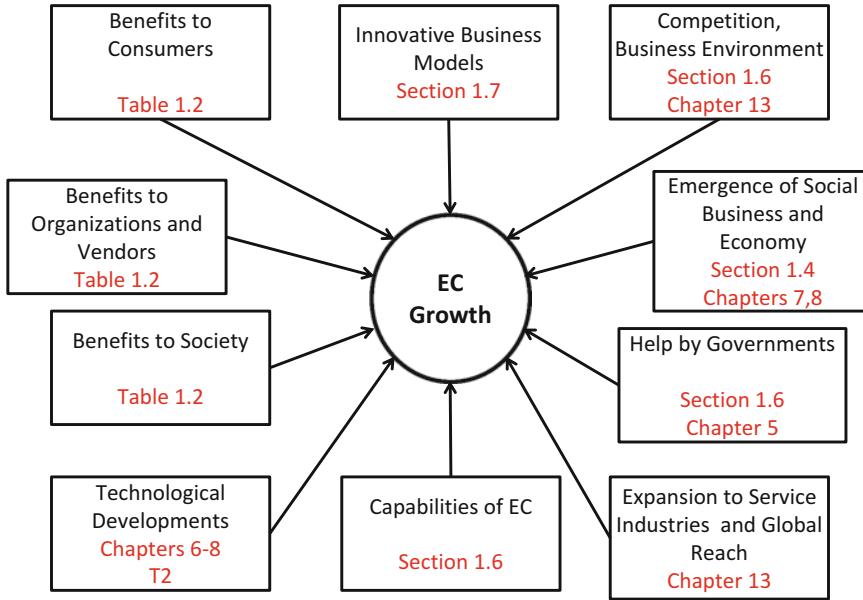 Benefits to
Consumers
Table 1.2
Innovative Business
Models
Section 1.7
Competition,
Business Environment
Section 1.6
Chapter 13
Benefits to
Organizations and
Vendors
Table 1.2
EC
Growth
Emergence of Social
Business and
Economy
Section 1.4
Chapters 7,8
Benefits to Society
Table 1.2
Help by Governments
Section 1.6
Chapter 5
Technological
Developments
Chapters 6-8
T2
Capabilities of EC
Section 1.6
Expansion to Service
Industries and Global
Reach
Chapter 13